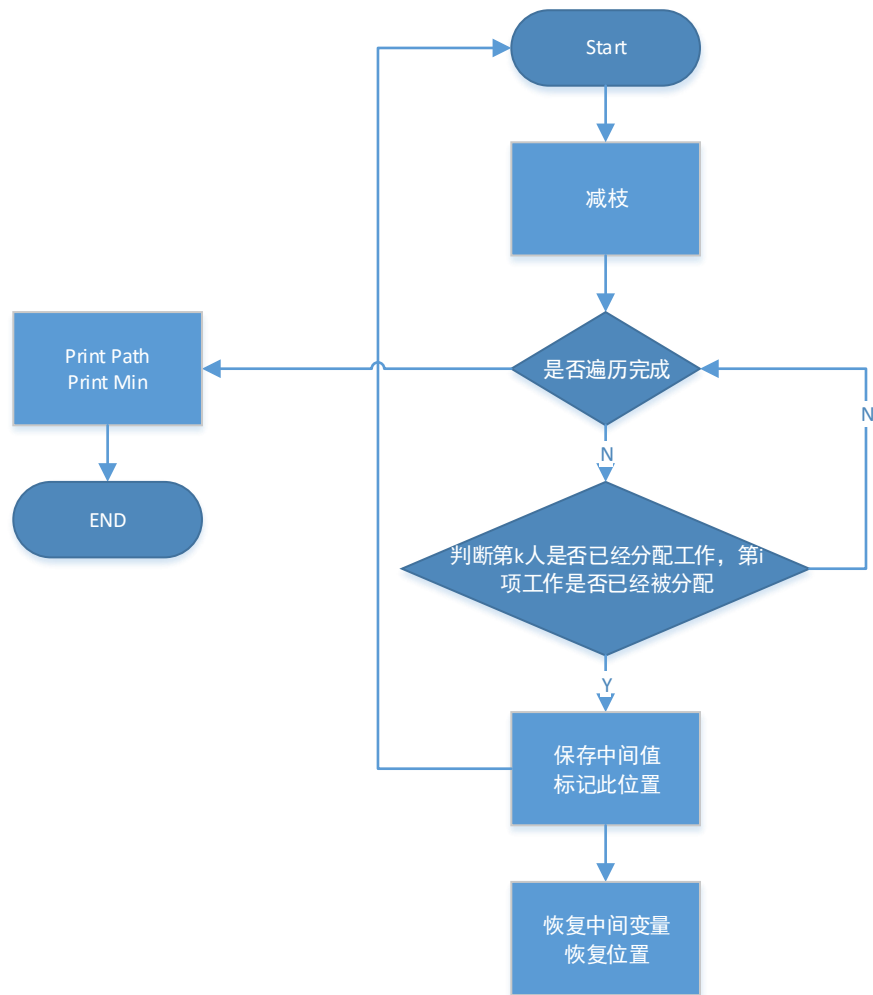 Start
减枝
是否遍历完成
Print Path
Print Min
END
N
N
判断第k人是否已经分配工作，第i
项工作是否已经被分配
Y
保存中间值
标记此位置
恢复中间变量
恢复位置